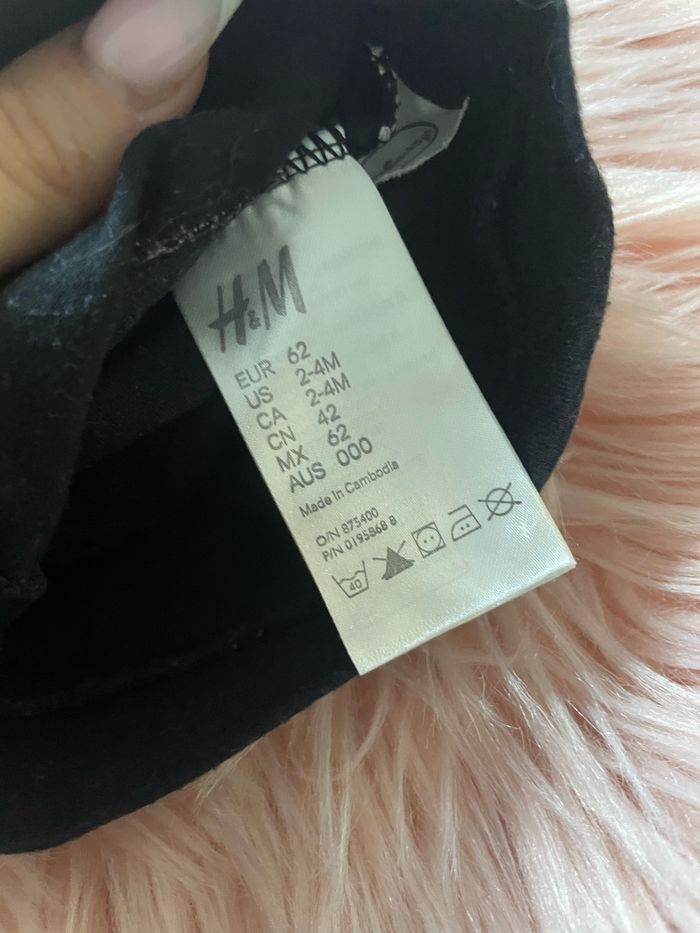 H&M
EUR 62
US 2-4M
CA 2-4M
CN 42
MX 62
AUS 000
Made in Cambodia
O/N 875400
P/N 0195868 8
40